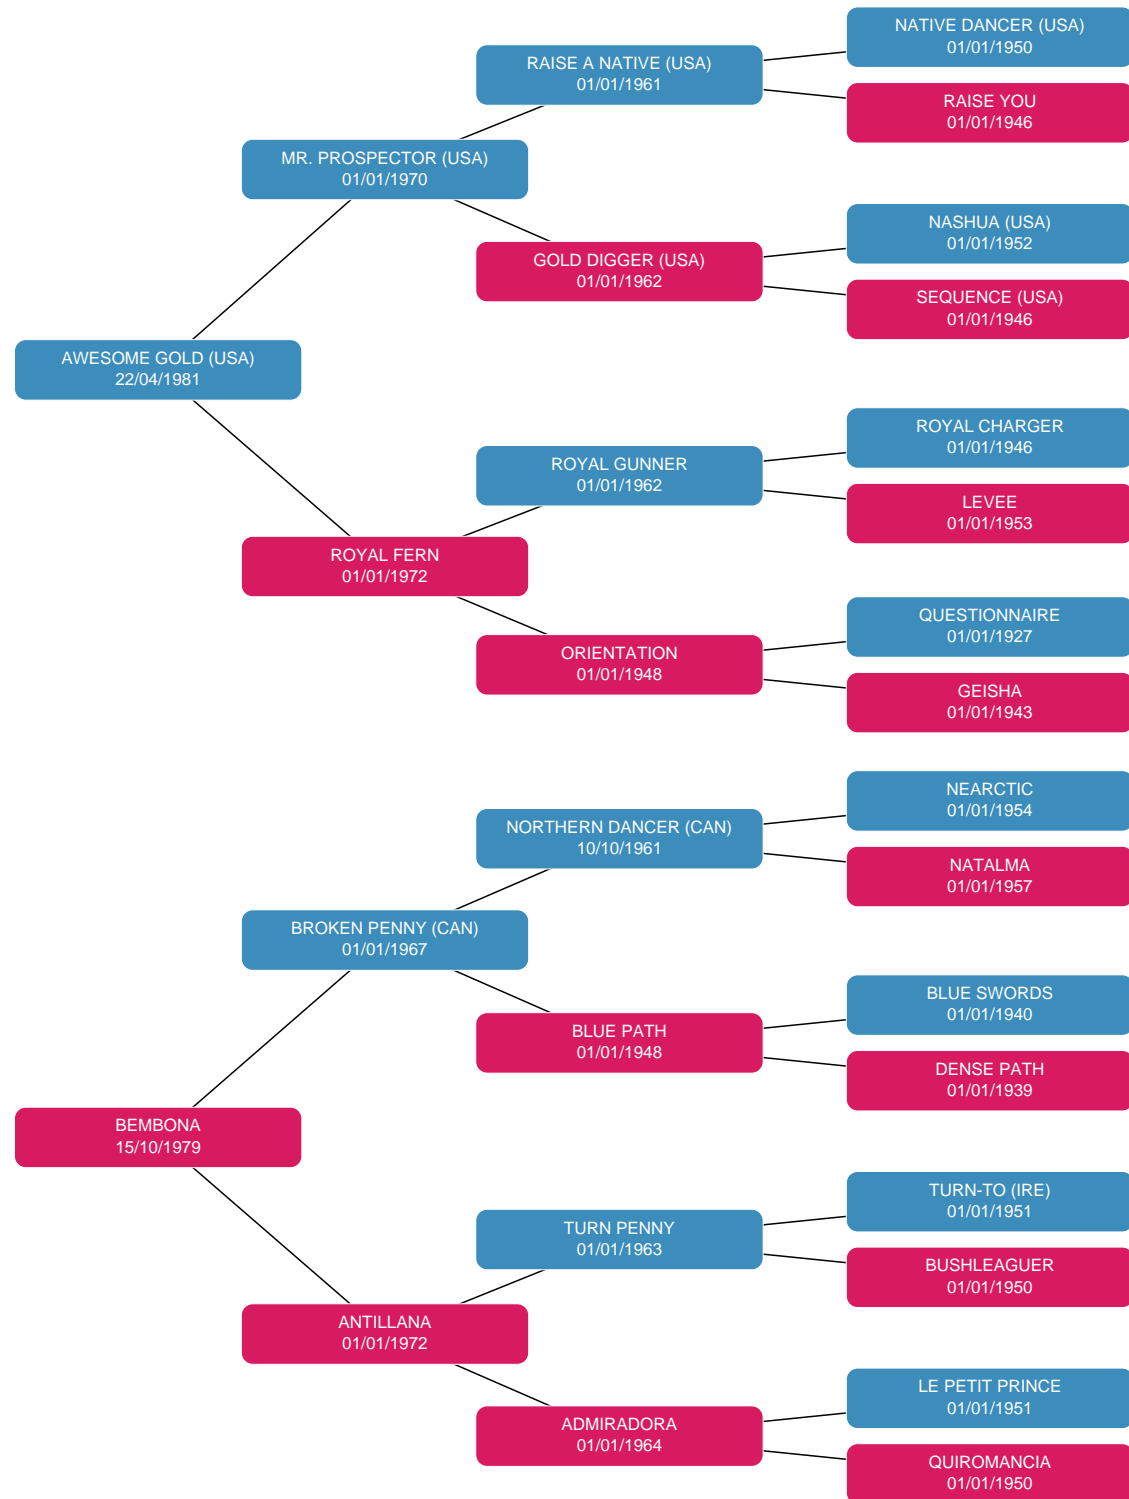 NATIVE DANCER (USA)
01/01/1950
RAISE A NATIVE (USA)
01/01/1961
RAISE YOU
01/01/1946
MR. PROSPECTOR (USA)
01/01/1970
NASHUA (USA)
01/01/1952
GOLD DIGGER (USA)
01/01/1962
SEQUENCE (USA)
01/01/1946
AWESOME GOLD (USA)
22/04/1981
ROYAL CHARGER
01/01/1946
ROYAL GUNNER
01/01/1962
LEVEE
01/01/1953
ROYAL FERN
01/01/1972
QUESTIONNAIRE
01/01/1927
ORIENTATION
01/01/1948
GEISHA
01/01/1943
NEARCTIC
01/01/1954
NORTHERN DANCER (CAN)
10/10/1961
NATALMA
01/01/1957
BROKEN PENNY (CAN)
01/01/1967
BLUE SWORDS
01/01/1940
BLUE PATH
01/01/1948
DENSE PATH
01/01/1939
BEMBONA
15/10/1979
TURN-TO (IRE)
01/01/1951
TURN PENNY
01/01/1963
BUSHLEAGUER
01/01/1950
ANTILLANA
01/01/1972
LE PETIT PRINCE
01/01/1951
ADMIRADORA
01/01/1964
QUIROMANCIA
01/01/1950